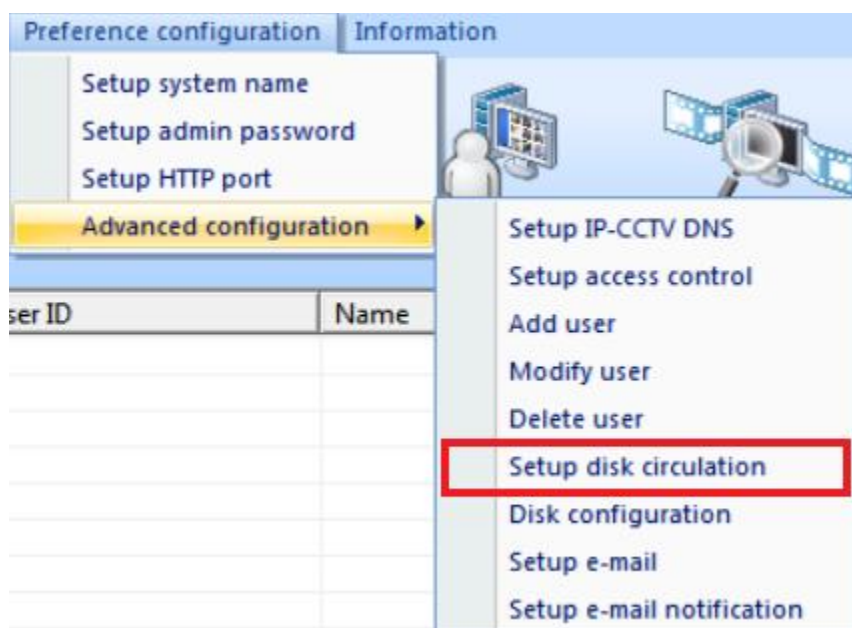 Preference configuration Information
Setup system name
Setup admin password
Setup HTTP port
Advanced configuration
Setup IP-CCTV DNS
Setup access control
ser ID Name
Add user
Modify user
Delete user
Setup disk circulation
Disk configuration
Setup e-mail
Setup e-mail notification